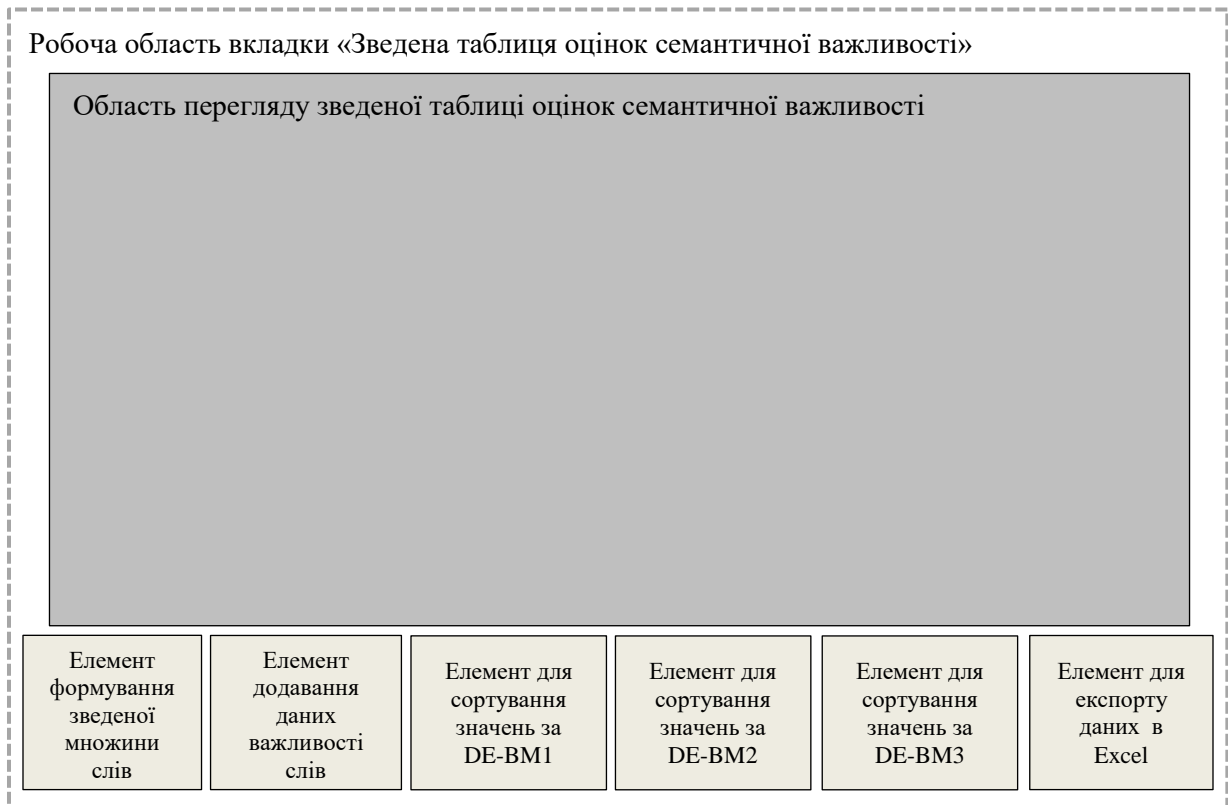 Робоча область вкладки «Зведена таблиця оцінок семантичної важливості»
Область перегляду зведеної таблиці оцінок семантичної важливості
Елемент
формування
зведеної
множини
слів
Елемент
додавання
даних
важливості
слів
Елемент для
сортування
значень за
DE-BM1
Елемент для
сортування
значень за
DE-BM2
Елемент для
сортування
значень за
DE-BM3
Елемент для
експорту
даних в
Excel